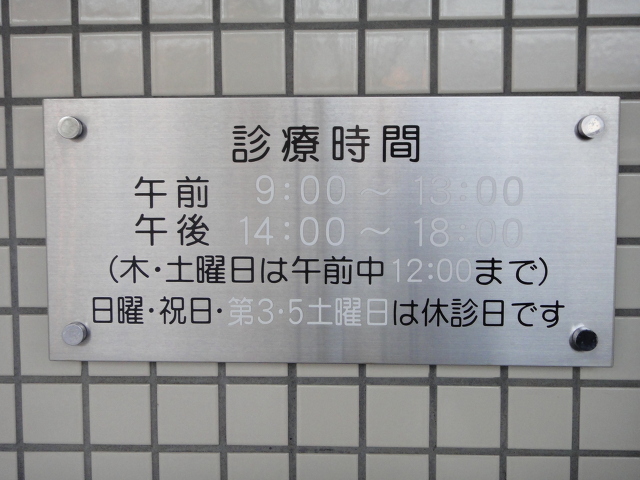 診療時間
午前 9:00～13:00
午後 14:00～18:00
(木・土曜日は午前中12:00まで)
日曜・祝日・第3・5土曜日は休診日です